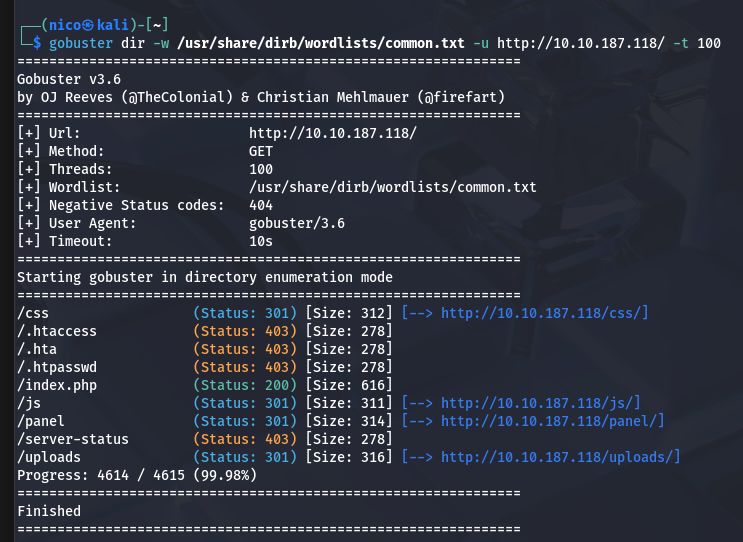 ┌──(nico㉿kali)-[~]
└─$ gobuster dir -w /usr/share/dirb/wordlists/common.txt -u http://10.10.187.118/ -t 100
===============================================================
Gobuster v3.6
by OJ Reeves (@TheColonial) & Christian Mehlmauer (@firefart)
===============================================================
[+] Url:                     http://10.10.187.118/
[+] Method:                  GET
[+] Threads:                 100
[+] Wordlist:                /usr/share/dirb/wordlists/common.txt
[+] Negative Status codes:   404
[+] User Agent:              gobuster/3.6
[+] Timeout:                 10s
===============================================================
Starting gobuster in directory enumeration mode
===============================================================
/css                  (Status: 301) [Size: 312] [--> http://10.10.187.118/css/]
/.htaccess            (Status: 403) [Size: 278]
/.hta                 (Status: 403) [Size: 278]
/.htpasswd            (Status: 403) [Size: 278]
/index.php            (Status: 200) [Size: 616]
/js                   (Status: 301) [Size: 311] [--> http://10.10.187.118/js/]
/panel                (Status: 301) [Size: 314] [--> http://10.10.187.118/panel/]
/server-status        (Status: 403) [Size: 278]
/uploads              (Status: 301) [Size: 316] [--> http://10.10.187.118/uploads/]
Progress: 4614 / 4615 (99.98%)
===============================================================
Finished
===============================================================